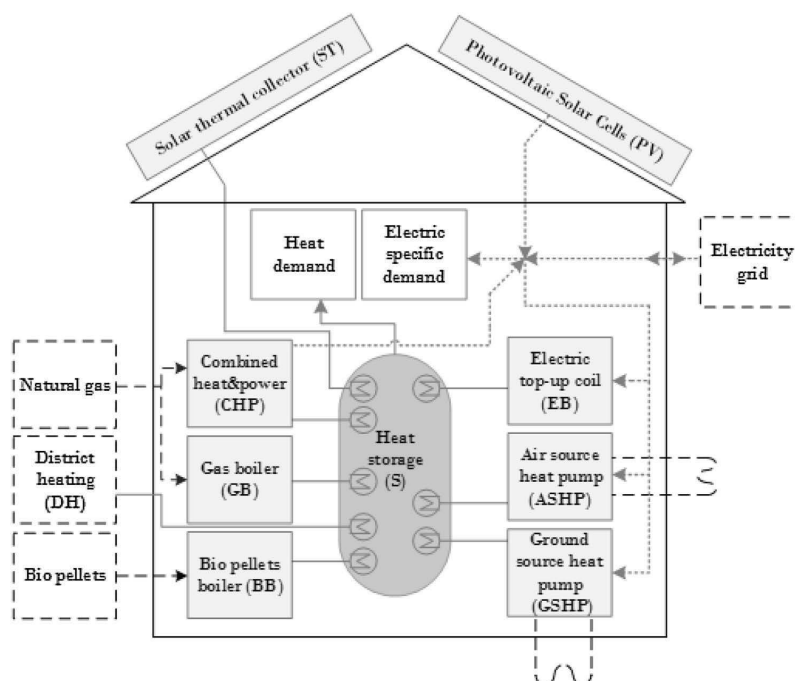 Solar thermal collector (ST)
Photovoltaic Solar Cells (PV)
Heat
demand
Electric
specific
demand
Electricity
grid
Natural gas
Combined
heat&power
(CHP)
Electric
top-up coil
(EB)
District
heating
(DH)
Gas boiler
(GB)
Heat
storage
(S)
Air source
heat pump
(ASHP)
Bio pellets
Bio pellets
boiler (BB)
Ground
source heat
pump
(GSHP)